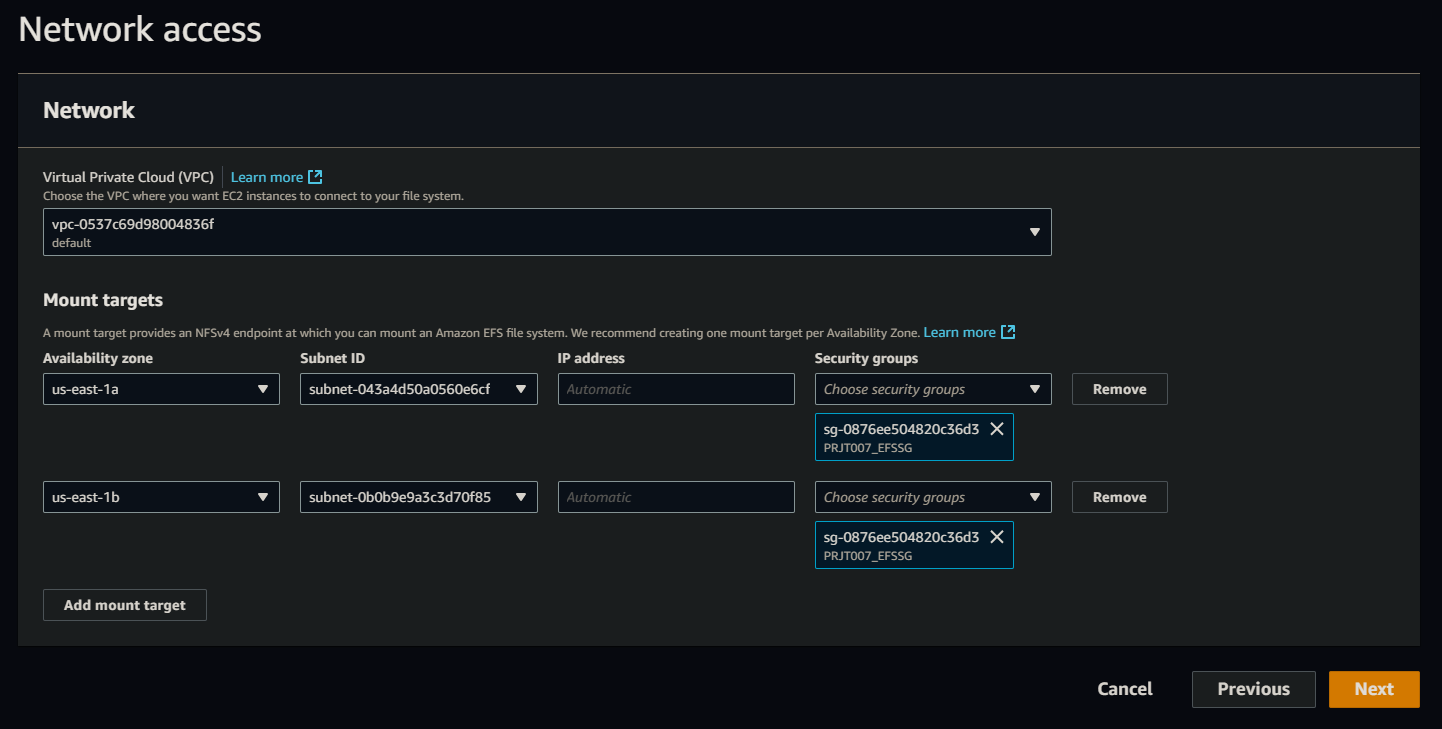 Network access
Network
Virtual Private Cloud (VPC) Learn more
Choose the VPC where you want EC2 instances to connect to your file system.
vpc-0537c69d98004836f
default
Mount targets
A mount target provides an NFSv4 endpoint at which you can mount an Amazon EFS file system. We recommend creating one mount target per Availability Zone. Learn more
Availability zone Subnet ID IP address Security groups
us-east-1a subnet-043a4d50a0560e6cf Automatic Choose security groups Remove
sg-0876ee504820c36d3
PRJT007_EFSSG
us-east-1b subnet-0b0b9e9a3c3d70f85 Automatic Choose security groups Remove
sg-0876ee504820c36d3
PRJT007_EFSSG
Add mount target
Cancel Previous Next